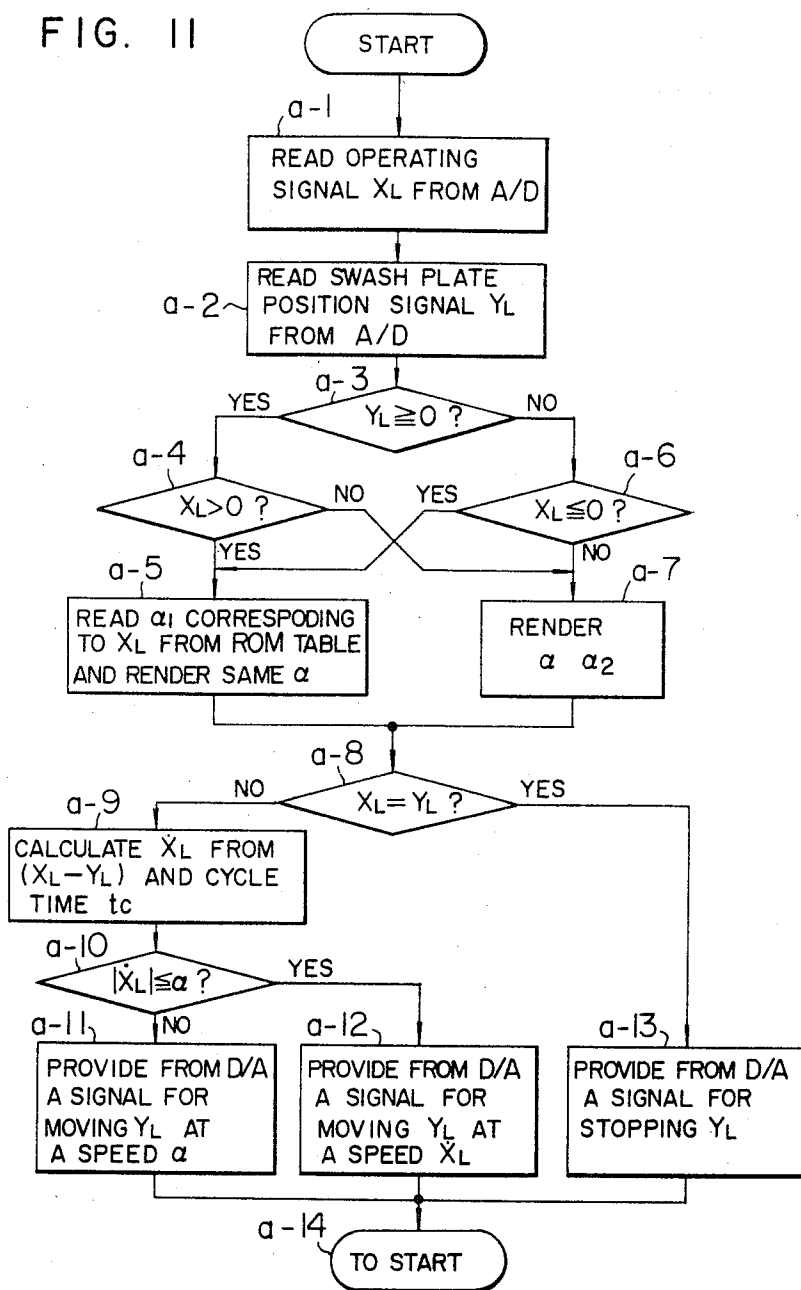 FIG. 11
START
a-1
READ OPERATING
SIGNAL XL FROM A/D
a-2
READ SWASH PLATE
POSITION SIGNAL YL
FROM A/D
a-3
YES
YL≧0 ?
NO
a-4
XL>0 ?
NO
YES
a-6
YES
XL≦0 ?
NO
a-5
READ α1 CORRESPODING
TO XL FROM ROM TABLE
AND RENDER SAME α
a-7
RENDER
α α2
a-8
NO
XL=YL ?
YES
a-9
CALCULATE ẊL FROM
(XL-YL) AND CYCLE
TIME tc
a-10
|ẊL|≦α ?
YES
NO
a-11
PROVIDE FROM D/A
A SIGNAL FOR
MOVING YL AT
A SPEED α
a-12
PROVIDE FROM D/A
A SIGNAL FOR
MOVING YL AT
A SPEED ẊL
a-13
PROVIDE FROM D/A
A SIGNAL FOR
STOPPING YL
a-14
TO START